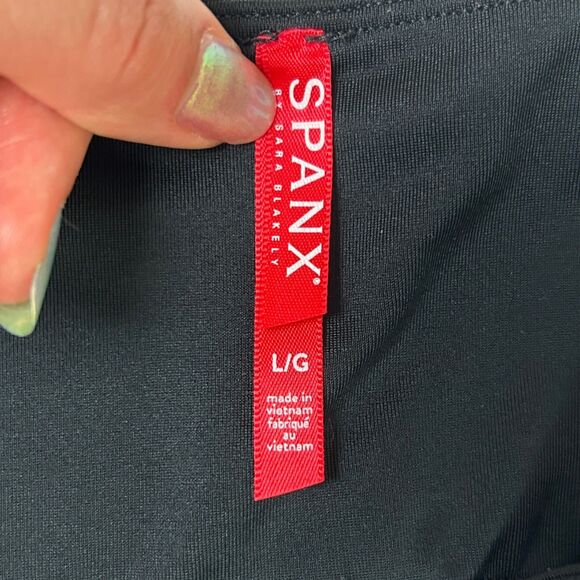 SPANX®
BY SARA BLAKELY
L/G
made in
vietnam
fabriqué
au
vietnam